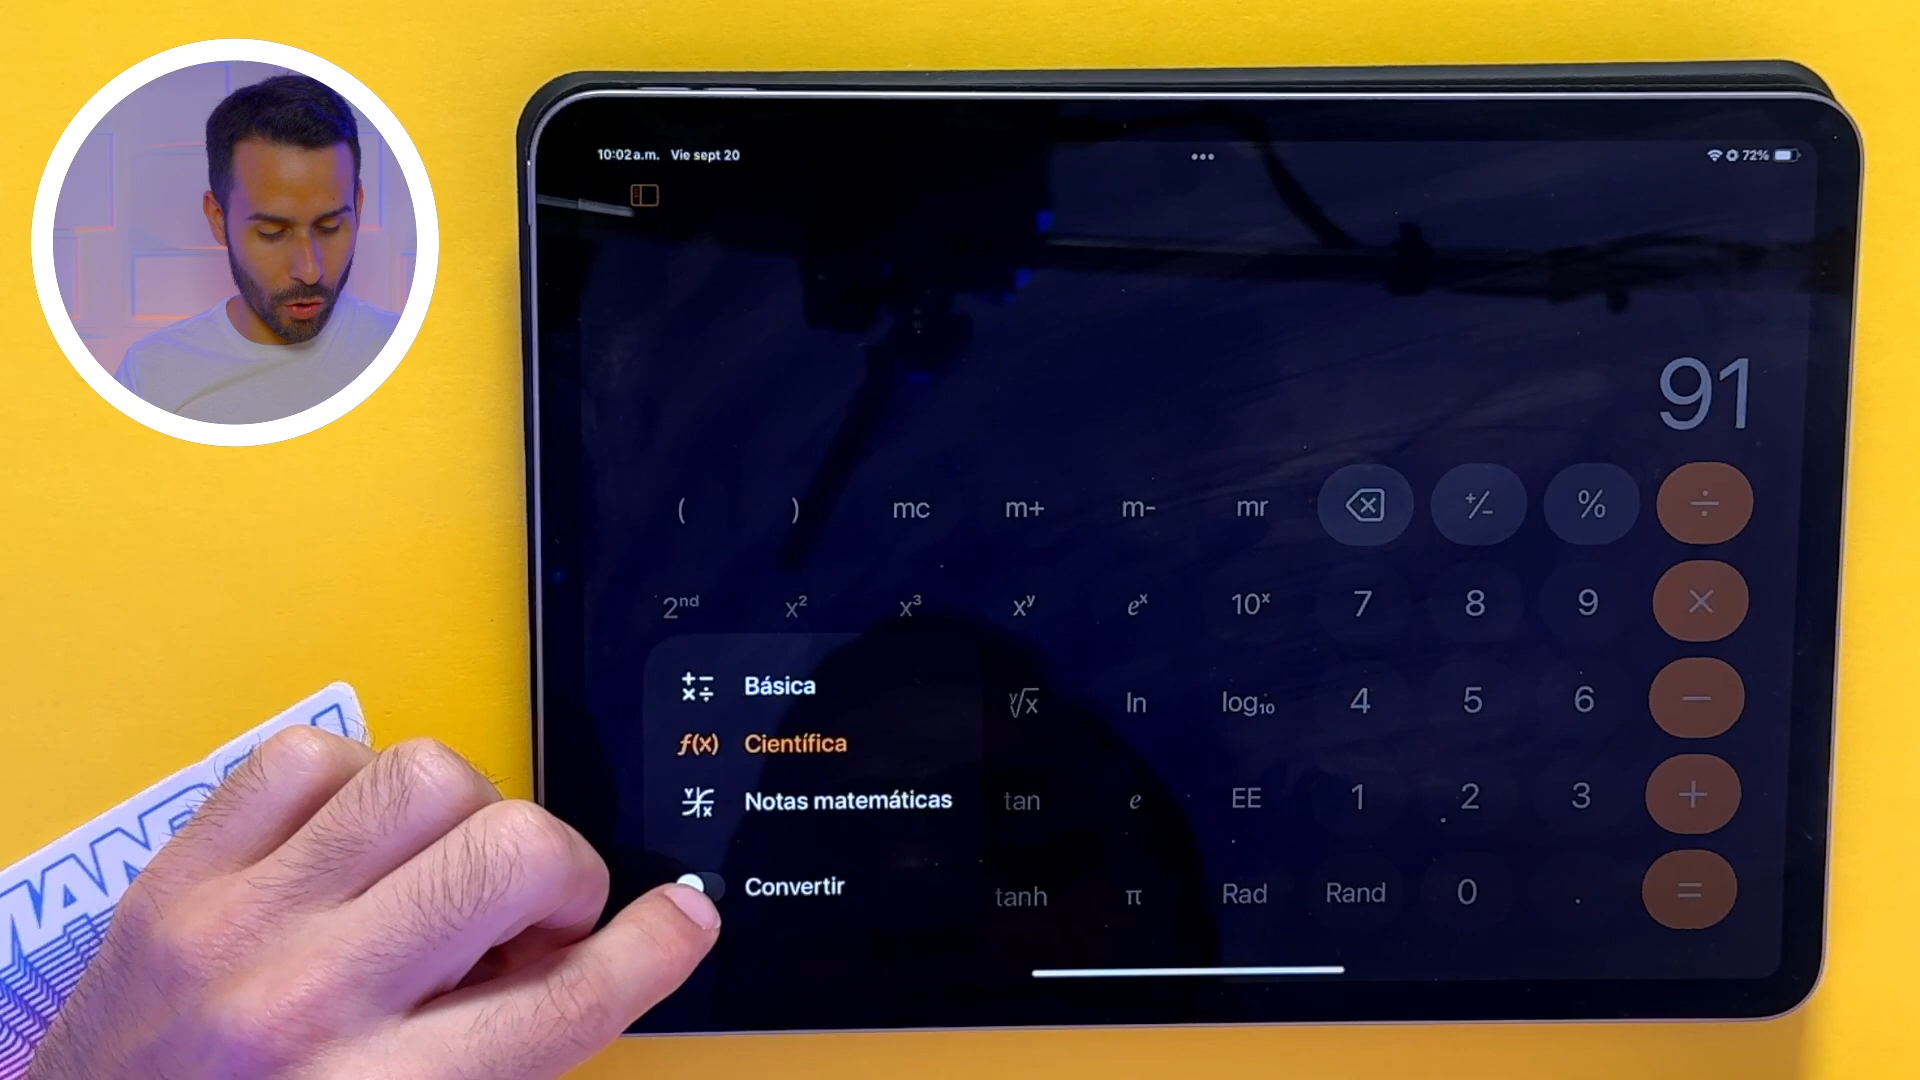 10:02 a.m. Vie sept 20
72%
91
( ) mc m+ m- mr +/- % ÷
2nd x² x³ xʸ eˣ 10ˣ 7 8 9 ×
Básica
ʸ√x ln log₁₀ 4 5 6 −
f(x) Científica
Notas matemáticas
tan e EE 1 2 3 +
Convertir
tanh π Rad Rand 0 . =